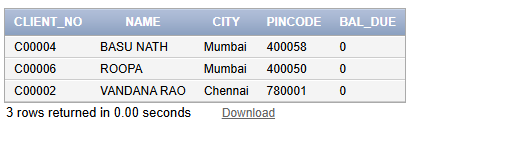 CLIENT_NO NAME CITY PINCODE BAL_DUE
C00004 BASU NATH Mumbai 400058 0
C00006 ROOPA Mumbai 400050 0
C00002 VANDANA RAO Chennai 780001 0
3 rows returned in 0.00 seconds Download